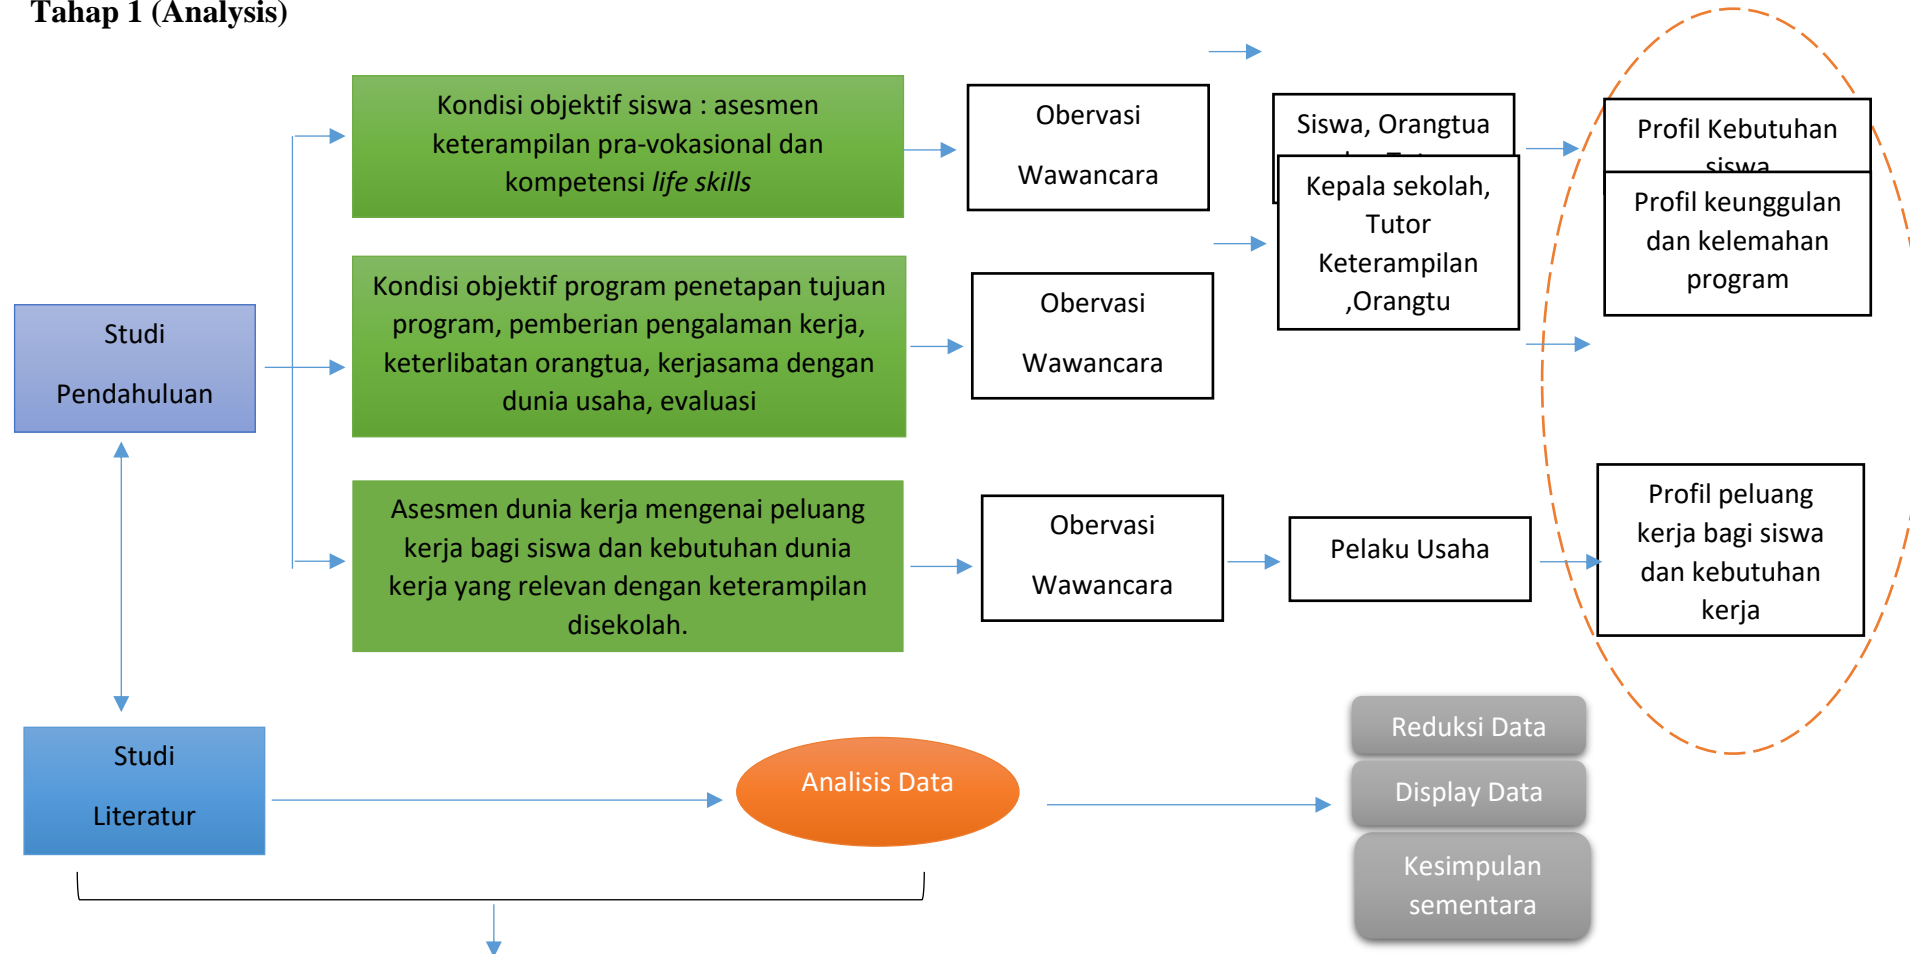 Tahap 1 (Analysis)
Kondisi objektif siswa : asesmen
keterampilan pra-vokasional dan
kompetensi life skills
Obervasi
Wawancara
Siswa, Orangtua
Profil Kebutuhan
siswa
Kepala sekolah,
Tutor
Keterampilan
,Orangtu
Profil keunggulan
dan kelemahan
program
Studi
Pendahuluan
Kondisi objektif program penetapan tujuan
program, pemberian pengalaman kerja,
keterlibatan orangtua, kerjasama dengan
dunia usaha, evaluasi
Obervasi
Wawancara
Asesmen dunia kerja mengenai peluang
kerja bagi siswa dan kebutuhan dunia
kerja yang relevan dengan keterampilan
disekolah.
Obervasi
Wawancara
Pelaku Usaha
Profil peluang
kerja bagi siswa
dan kebutuhan
kerja
Studi
Literatur
Analisis Data
Reduksi Data
Display Data
Kesimpulan
sementara